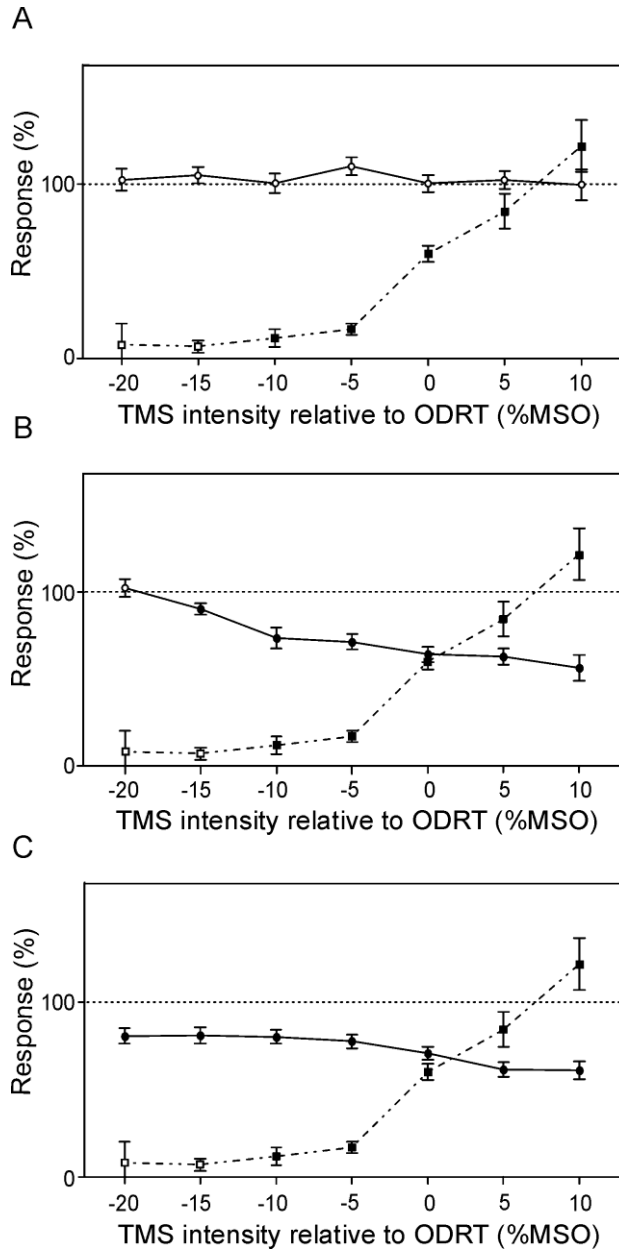 A
Response (%)
100
0
-20 -15 -10 -5 0 5 10
TMS intensity relative to ODRT (%MSO)
B
Response (%)
100
0
-20 -15 -10 -5 0 5 10
TMS intensity relative to ODRT (%MSO)
C
Response (%)
100
0
-20 -15 -10 -5 0 5 10
TMS intensity relative to ODRT (%MSO)